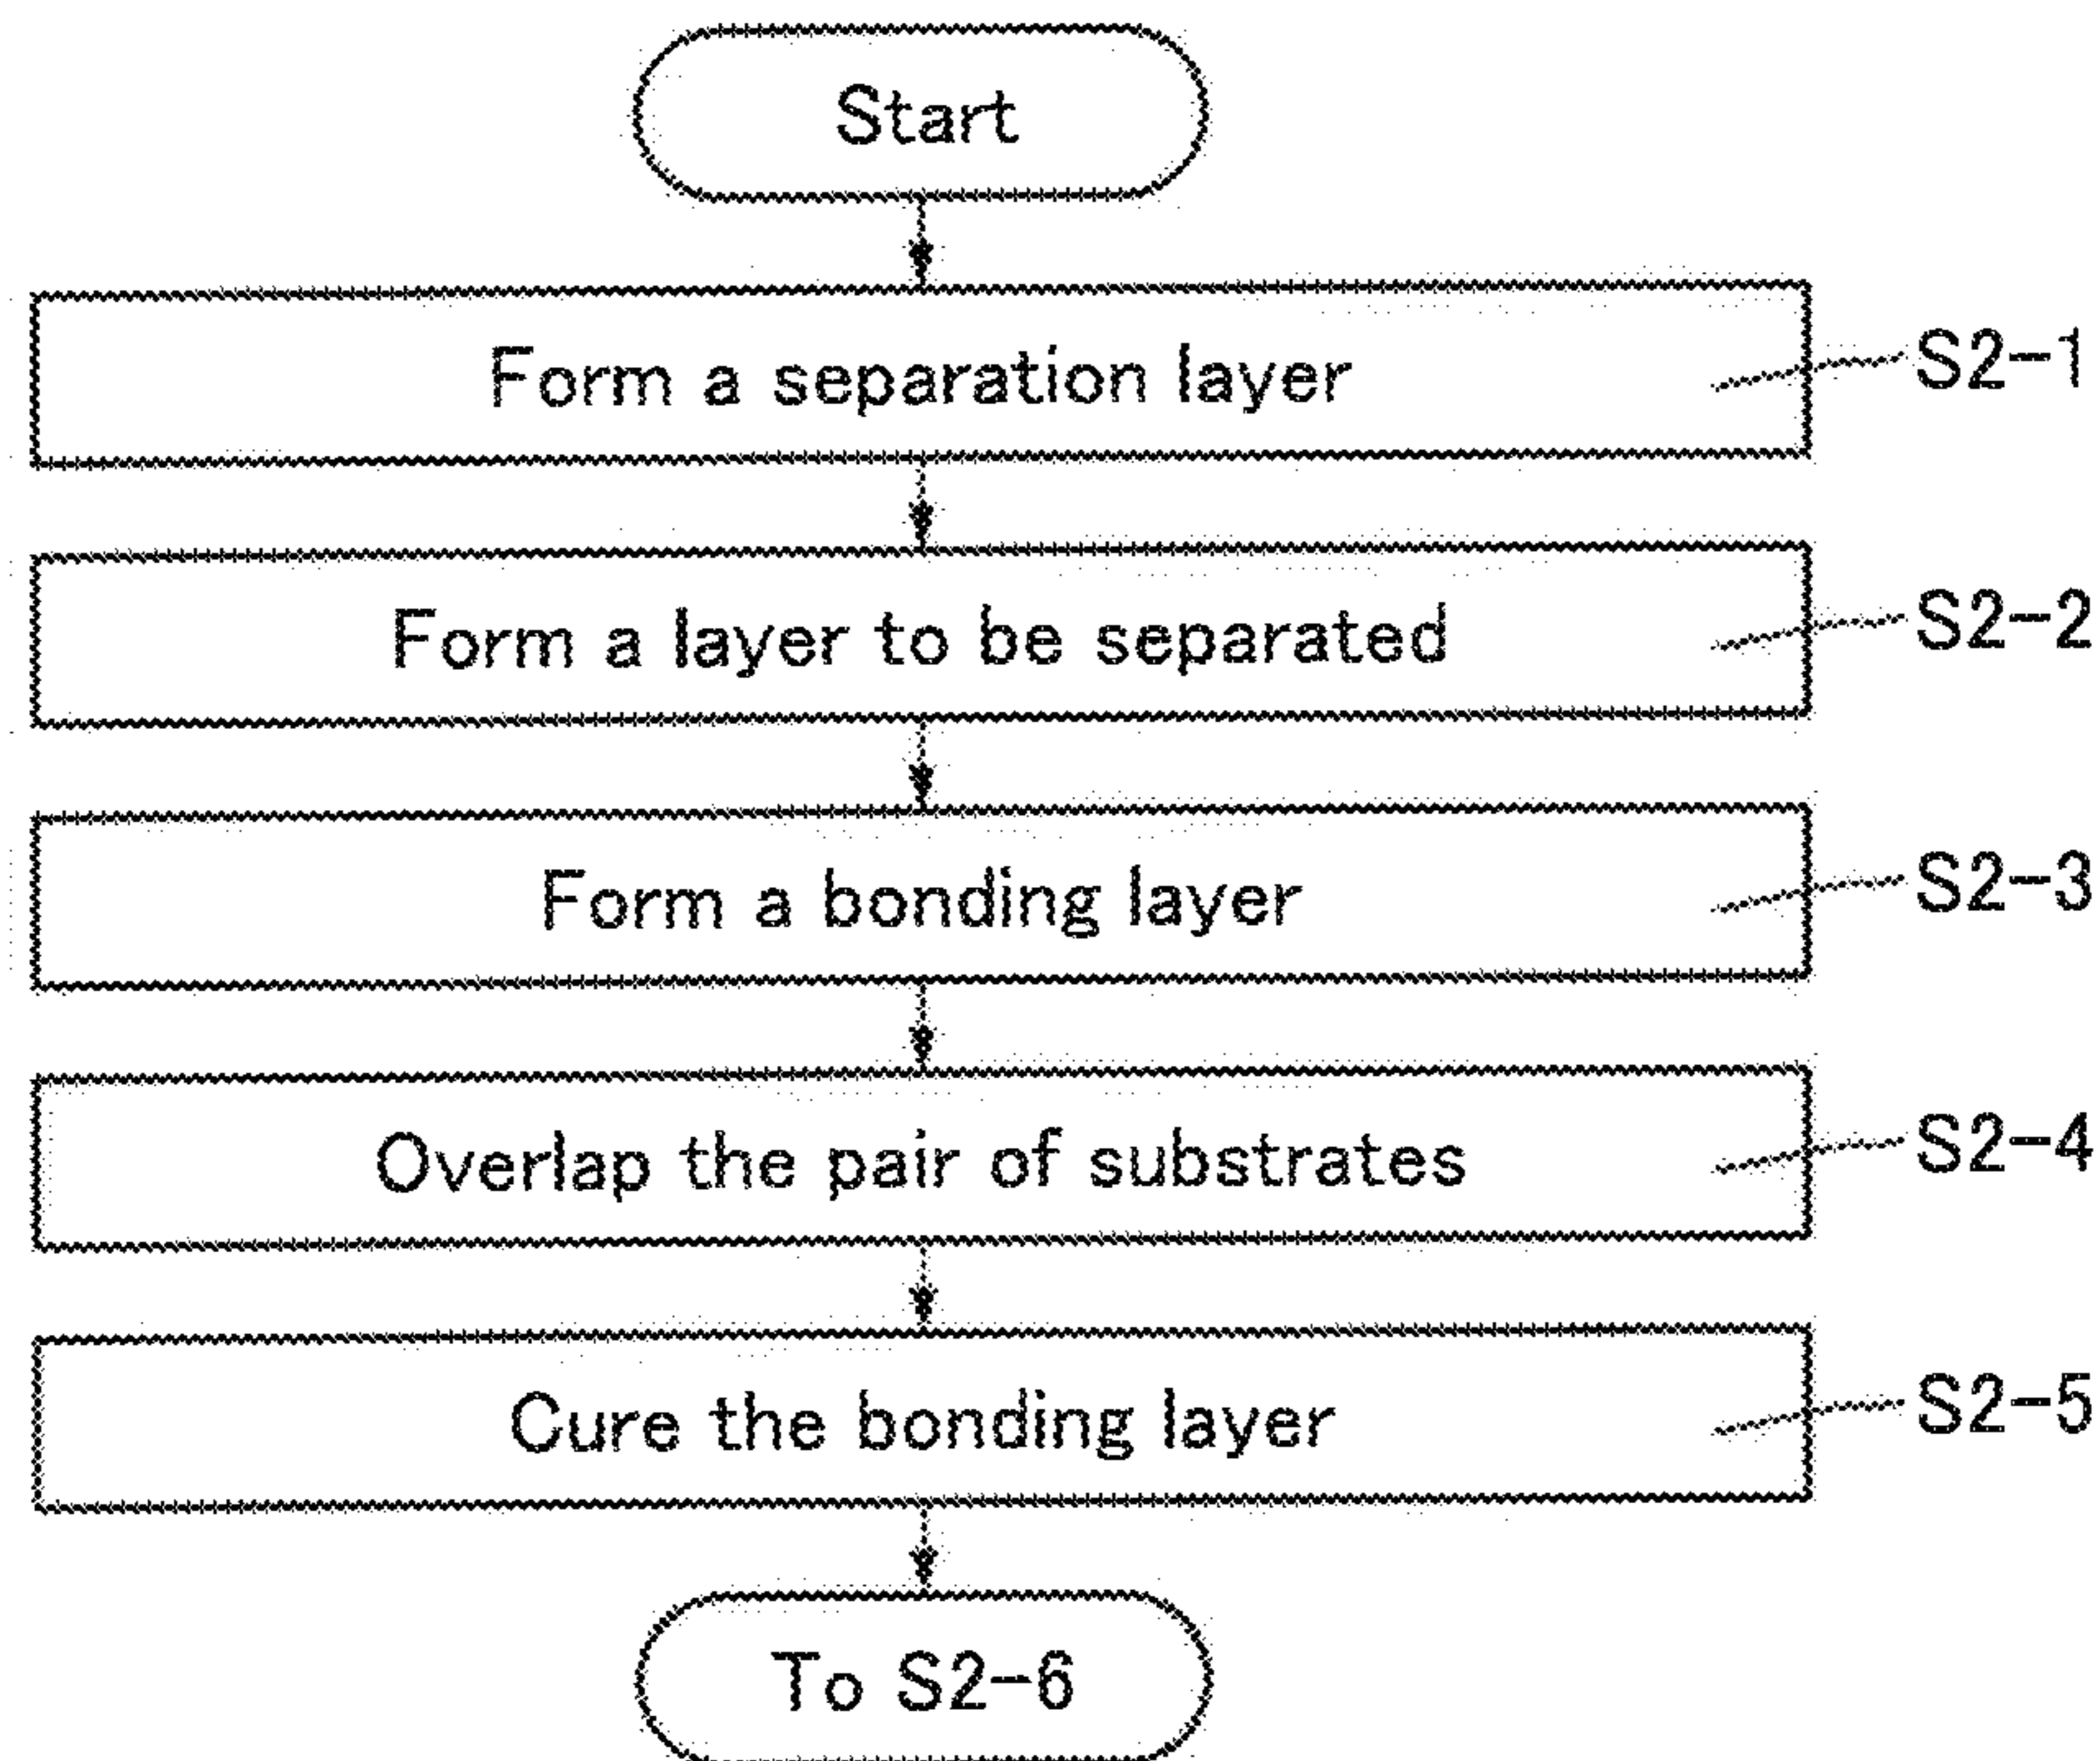 Start
Form a separation layer
S2-1
Form a layer to be separated
S2-2
Form a bonding layer
S2-3
Overlap the pair of substrates
S2-4
Cure the bonding layer
S2-5
To S2-6